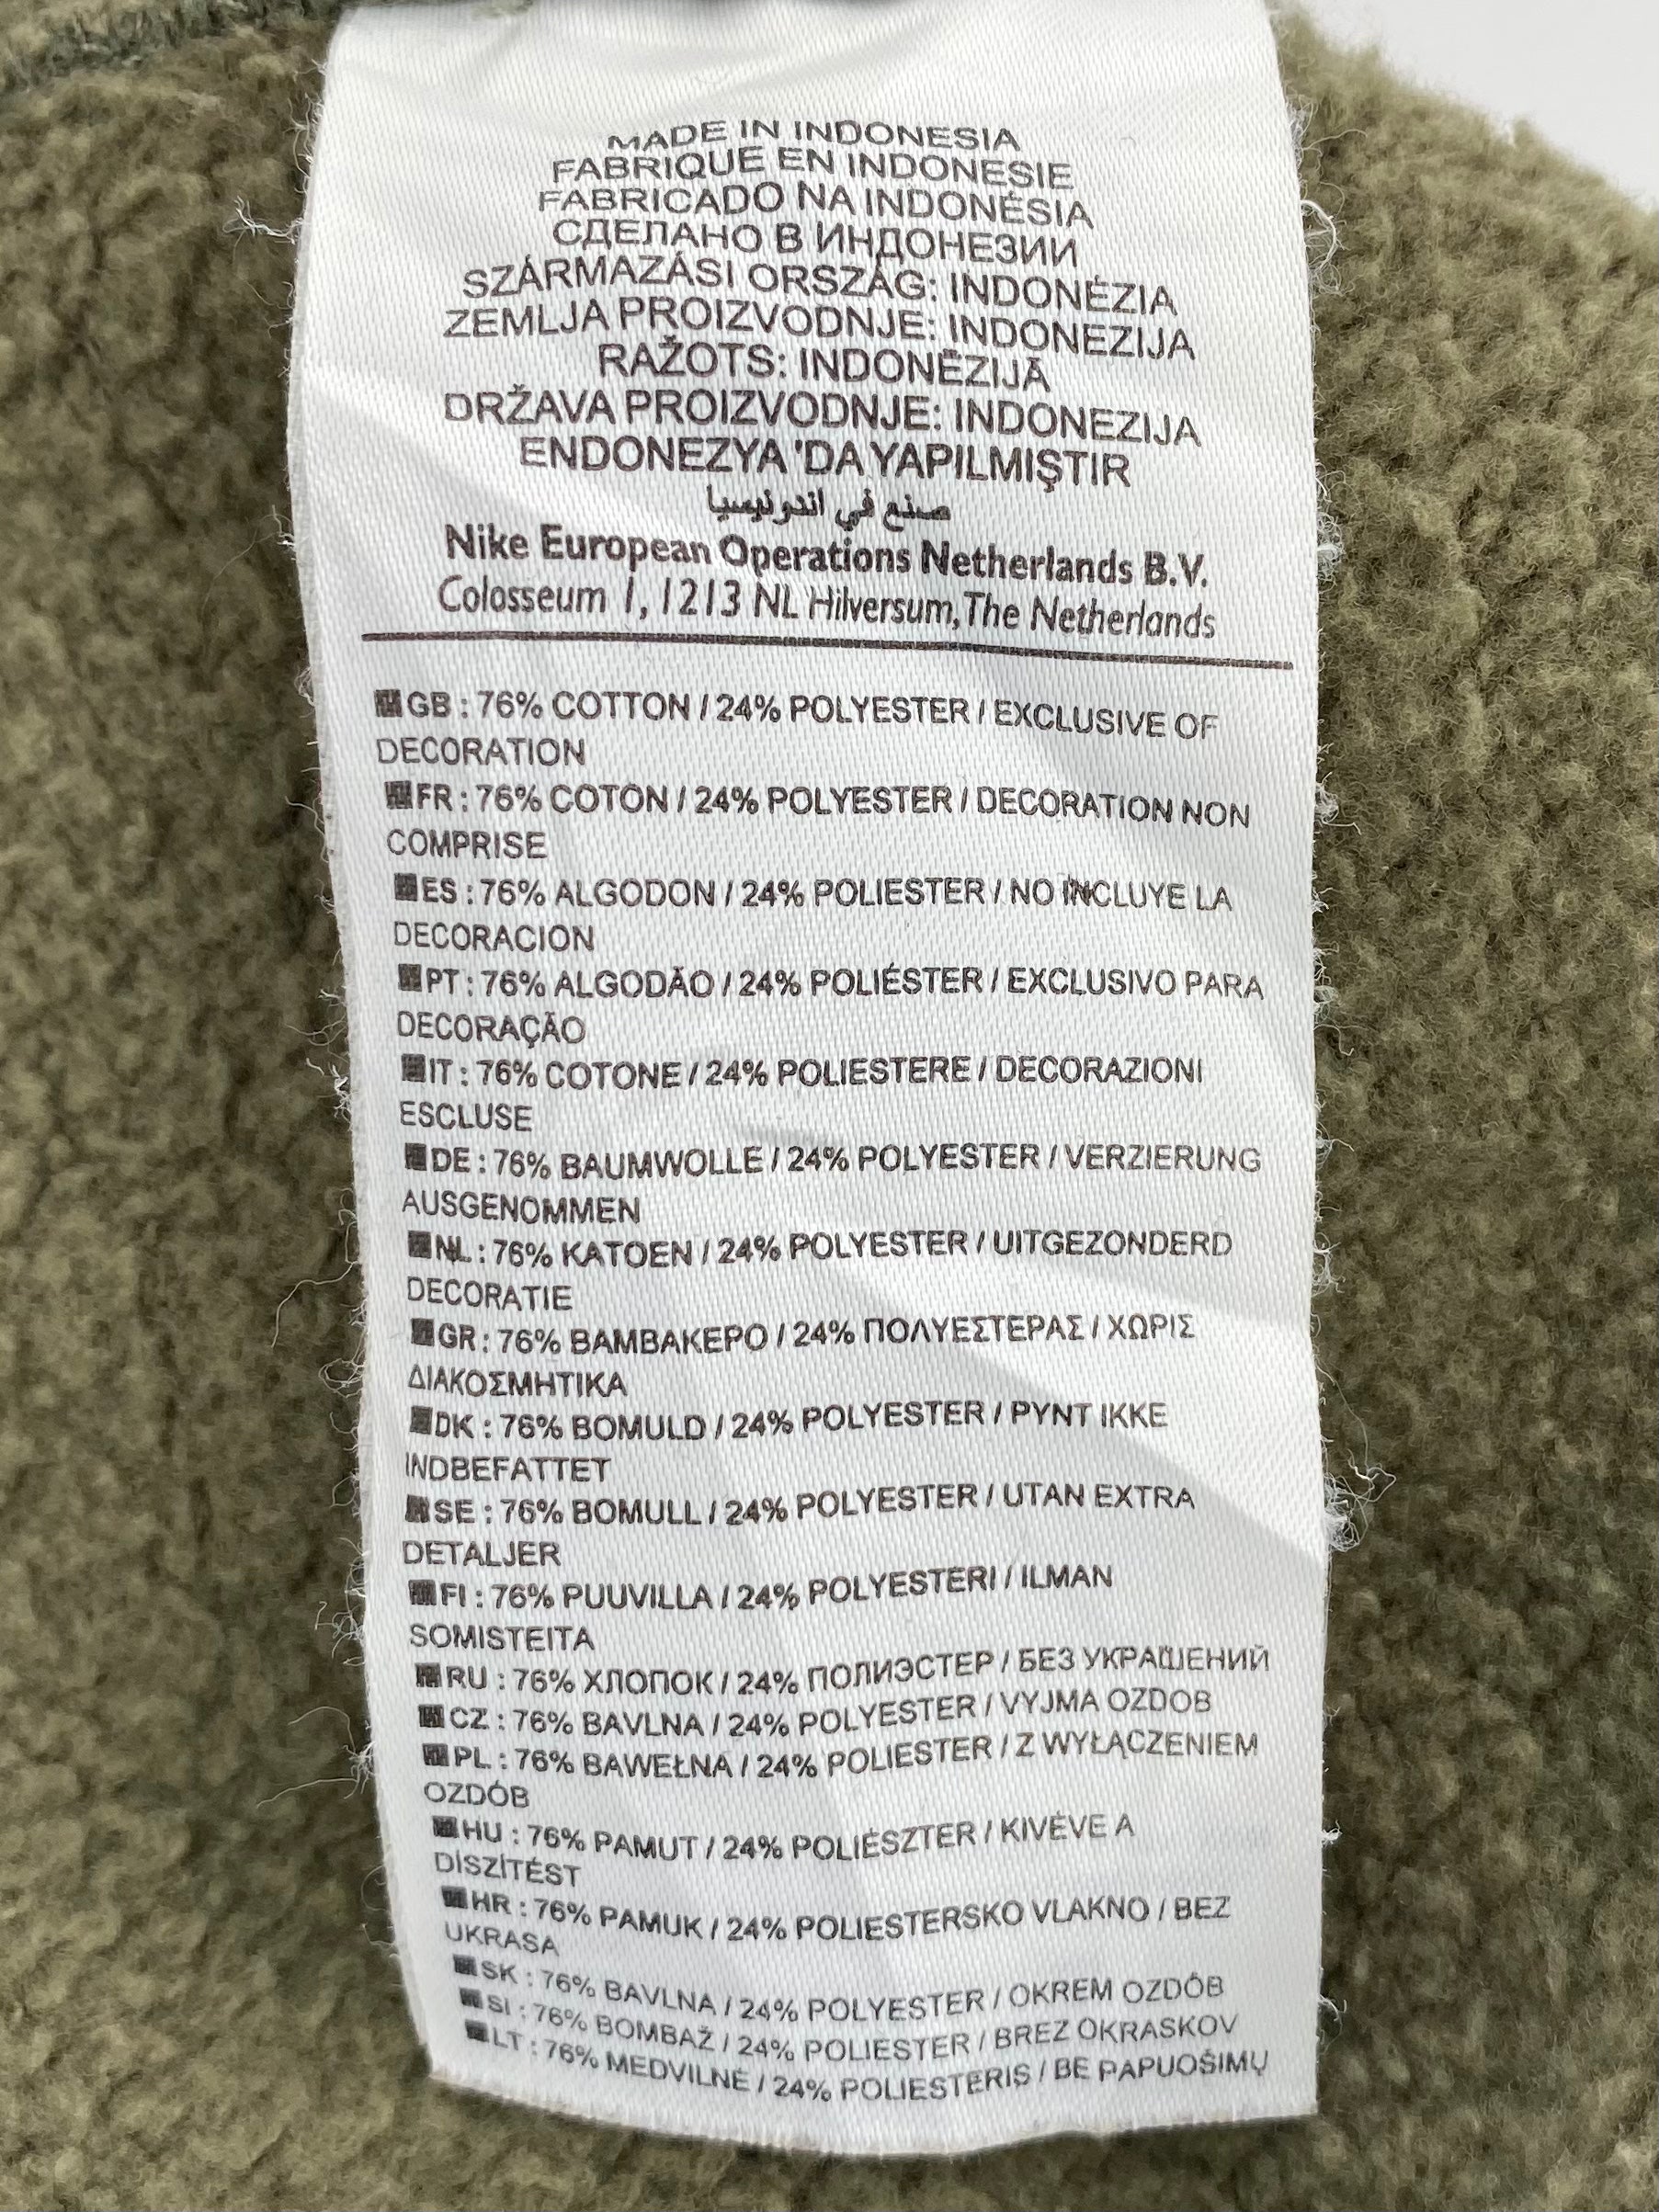 MADE IN INDONESIA
FABRIQUE EN INDONESIE
FABRICADO NA INDONÉSIA
СДЕЛАНО В ИНДОНЕЗИИ
SZÁRMAZÁSI ORSZÁG: INDONÉZIA
ZEMLJA PROIZVODNJE: INDONEZIJA
RAŽOTS: INDONĒZIJĀ
DRŽAVA PROIZVODNJE: INDONEZIJA
ENDONEZYA 'DA YAPILMIŞTIR
صنع في اندونيسيا
Nike European Operations Netherlands B.V.
Colosseum 1, 1213 NL Hilversum, The Netherlands
GB : 76% COTTON / 24% POLYESTER / EXCLUSIVE OF
DECORATION
FR : 76% COTON / 24% POLYESTER / DECORATION NON
COMPRISE
ES : 76% ALGODON / 24% POLIESTER / NO INCLUYE LA
DECORACION
PT : 76% ALGODÃO / 24% POLIÉSTER / EXCLUSIVO PARA
DECORAÇÃO
IT : 76% COTONE / 24% POLIESTERE / DECORAZIONI
ESCLUSE
DE : 76% BAUMWOLLE / 24% POLYESTER / VERZIERUNG
AUSGENOMMEN
NL : 76% KATOEN / 24% POLYESTER / UITGEZONDERD
DECORATIE
GR : 76% ΒΑΜΒΑΚΕΡΟ / 24% ΠΟΛΥΕΣΤΕΡΑΣ / ΧΩΡΙΣ
ΔΙΑΚΟΣΜΗΤΙΚΑ
DK : 76% BOMULD / 24% POLYESTER / PYNT IKKE
INDBEFATTET
SE : 76% BOMULL / 24% POLYESTER / UTAN EXTRA
DETALJER
FI : 76% PUUVILLA / 24% POLYESTERI / ILMAN
SOMISTEITA
RU : 76% ХЛОПОК / 24% ПОЛИЭСТЕР / БЕЗ УКРАШЕНИЙ
CZ : 76% BAVLNA / 24% POLYESTER / VYJMA OZDOB
PL : 76% BAWEŁNA / 24% POLIESTER / Z WYŁĄCZENIEM
OZDÓB
HU : 76% PAMUT / 24% POLIÉSZTER / KIVÉVE A
DÍSZÍTÉST
HR : 76% PAMUK / 24% POLIESTERSKO VLAKNO / BEZ
UKRASA
SK : 76% BAVLNA / 24% POLYESTER / OKREM OZDÔB
SI : 76% BOMBAŽ / 24% POLIESTER / BREZ OKRASKOV
LT : 76% MEDVILNĖ / 24% POLIESTERIS / BE PAPUOŠIMŲ